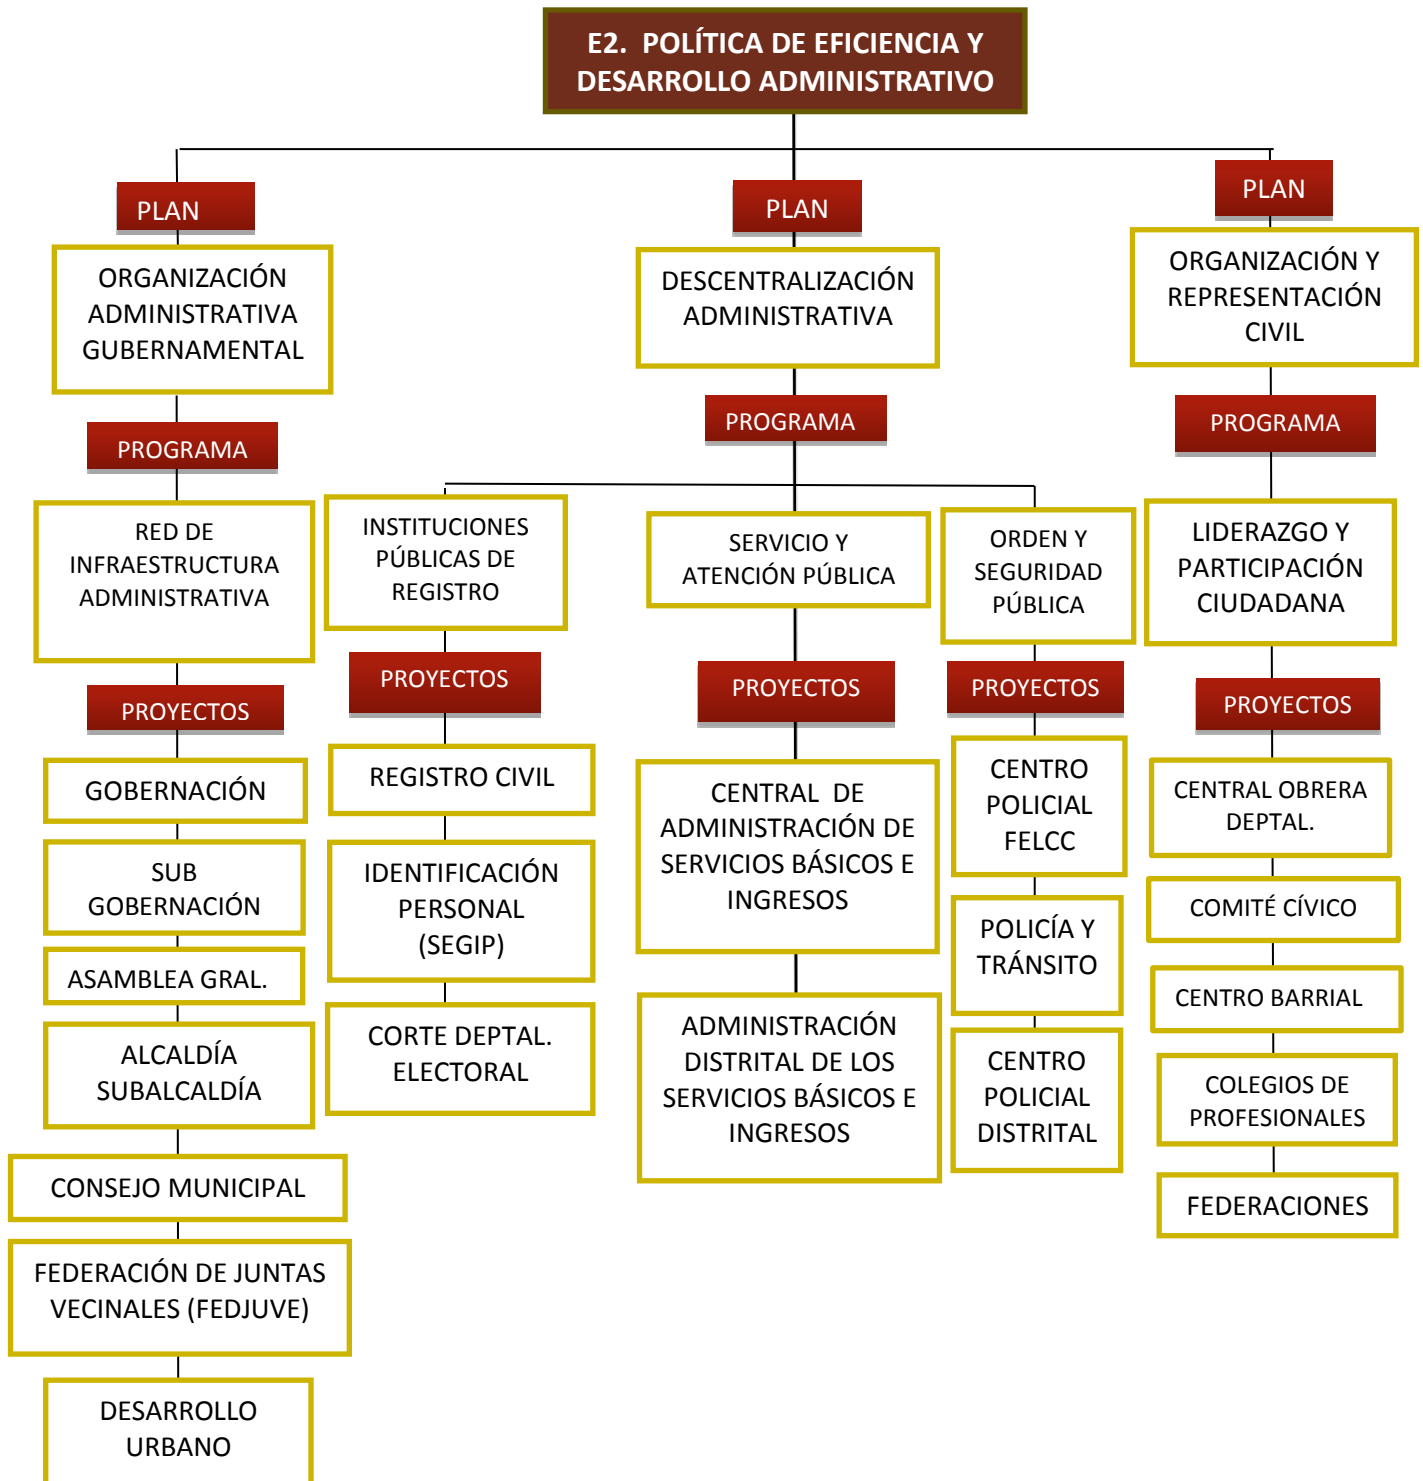 E2. POLÍTICA DE EFICIENCIA Y
DESARROLLO ADMINISTRATIVO
PLAN
ORGANIZACIÓN
ADMINISTRATIVA
GUBERNAMENTAL
PROGRAMA
RED DE
INFRAESTRUCTURA
ADMINISTRATIVA
PROYECTOS
GOBERNACIÓN
SUB
GOBERNACIÓN
ASAMBLEA GRAL.
ALCALDÍA
SUBALCALDÍA
CONSEJO MUNICIPAL
FEDERACIÓN DE JUNTAS
VECINALES (FEDJUVE)
DESARROLLO
URBANO
PLAN
DESCENTRALIZACIÓN
ADMINISTRATIVA
PROGRAMA
INSTITUCIONES
PÚBLICAS DE
REGISTRO
PROYECTOS
REGISTRO CIVIL
IDENTIFICACIÓN
PERSONAL
(SEGIP)
CORTE DEPTAL.
ELECTORAL
SERVICIO Y
ATENCIÓN PÚBLICA
PROYECTOS
CENTRAL DE
ADMINISTRACIÓN DE
SERVICIOS BÁSICOS E
INGRESOS
ADMINISTRACIÓN
DISTRITAL DE LOS
SERVICIOS BÁSICOS E
INGRESOS
ORDEN Y
SEGURIDAD
PÚBLICA
PROYECTOS
CENTRO
POLICIAL
FELCC
POLICÍA Y
TRÁNSITO
CENTRO
POLICIAL
DISTRITAL
PLAN
ORGANIZACIÓN Y
REPRESENTACIÓN
CIVIL
PROGRAMA
LIDERAZGO Y
PARTICIPACIÓN
CIUDADANA
PROYECTOS
CENTRAL OBRERA
DEPTAL.
COMITÉ CÍVICO
CENTRO BARRIAL
COLEGIOS DE
PROFESIONALES
FEDERACIONES